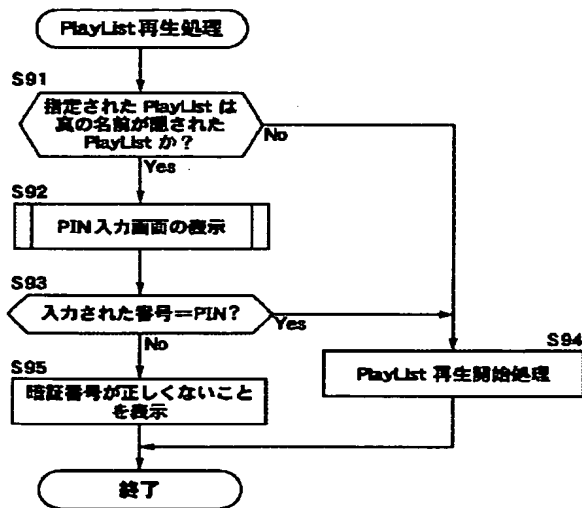 PlayList 再生処理
S91
指定された PlayList は
真の名前が隠された
PlayList か？
No
Yes
S92
PIN 入力画面の表示
S93
入力された番号＝PIN？
Yes
No
S94
PlayList 再生開始処理
S95
暗証番号が正しくないこと
を表示
終了